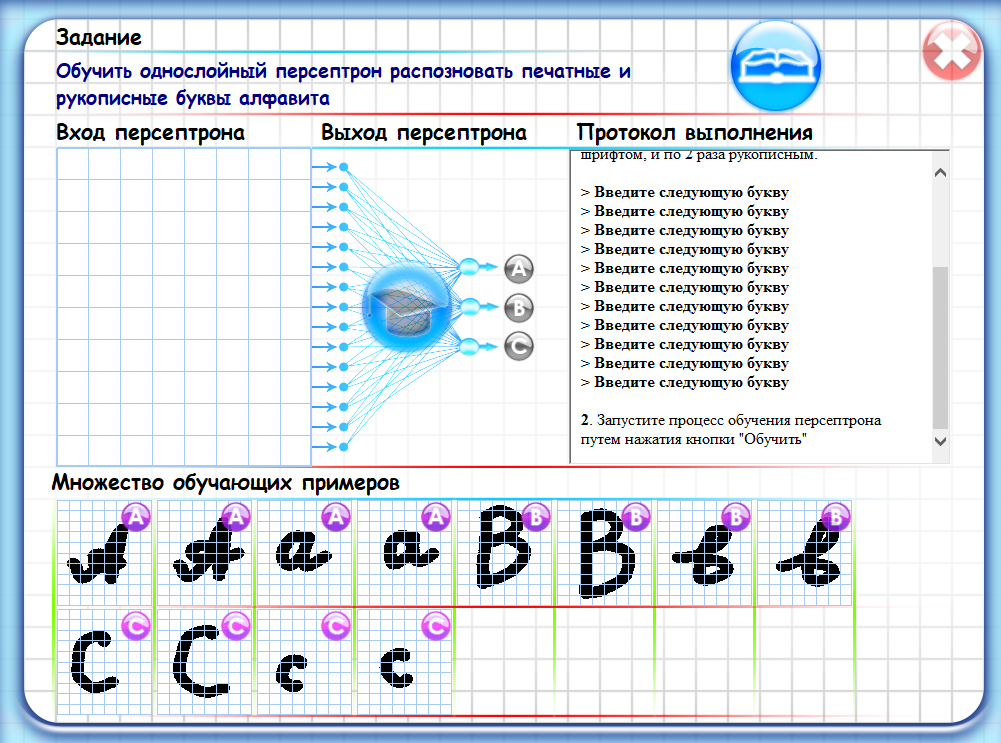 Задание
Обучить однослойный персептрон распозновать печатные и
рукописные буквы алфавита
Вход персептрона
Выход персептрона
Протокол выполнения
шрифтом, и по 2 раза рукописным.
> Введите следующую букву
> Введите следующую букву
> Введите следующую букву
> Введите следующую букву
> Введите следующую букву
> Введите следующую букву
> Введите следующую букву
> Введите следующую букву
> Введите следующую букву
> Введите следующую букву
> Введите следующую букву
2. Запустите процесс обучения персептрона
путем нажатия кнопки "Обучить"
А
В
С
Множество обучающих примеров
А А А А В В В В
А А а а В В в в
С С С С
С С с с